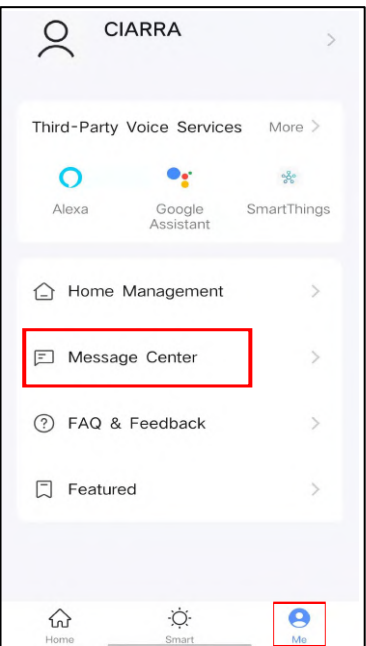 CIARRA
Third-Party Voice Services More
Alexa
Google
Assistant
SmartThings
Home Management
Message Center
FAQ & Feedback
Featured
Home
Smart
Me